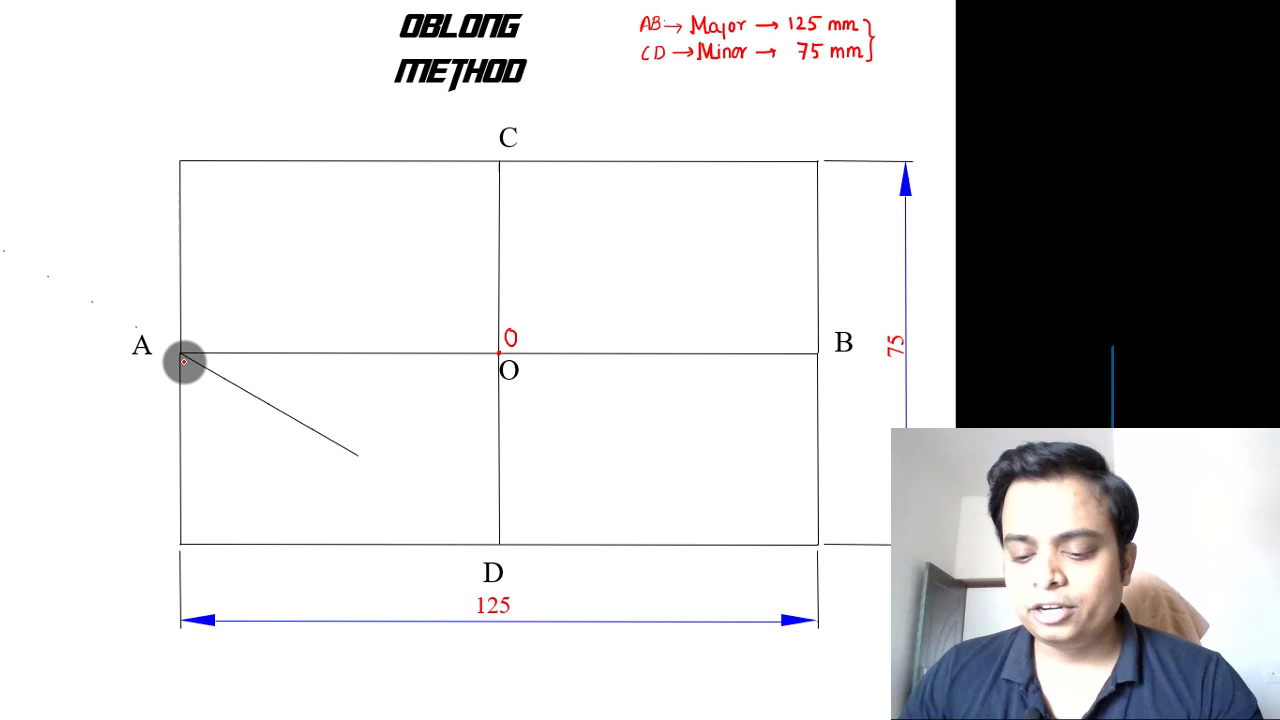 OBLONG
METHOD
AB → Major → 125 mm
CD → Minor → 75 mm
C
A
O
O
B
75
D
125